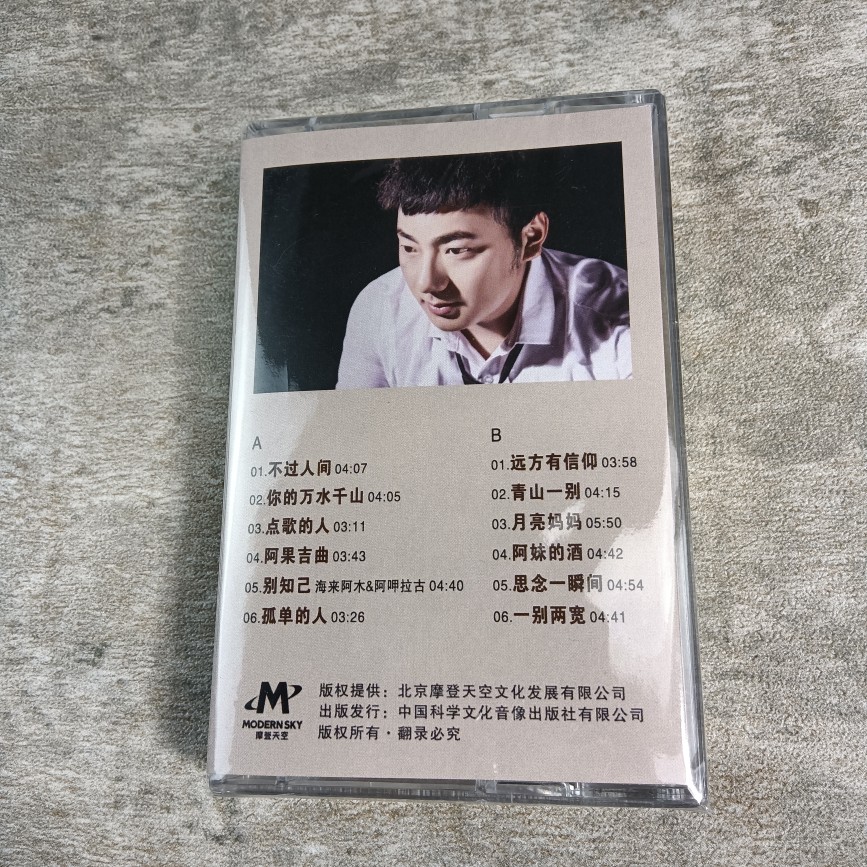 A
01.不过人间 04:07
02.你的万水千山 04:05
03.点歌的人 03:11
04.阿果吉曲 03:43
05.别知己 海来阿木&阿呷拉古 04:40
06.孤单的人 03:26
B
01.远方有信仰 03:58
02.青山一别 04:15
03.月亮妈妈 05:50
04.阿妹的酒 04:42
05.思念一瞬间 04:54
06.一别两宽 04:41
M
MODERN SKY
摩登天空
版权提供：北京摩登天空文化发展有限公司
出版发行：中国科学文化音像出版社有限公司
版权所有·翻录必究